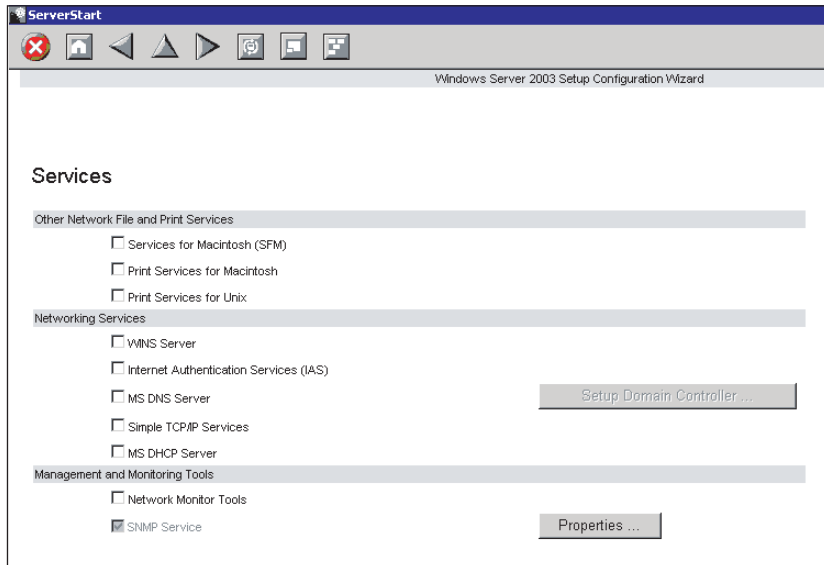 ServerStart
Windows Server 2003 Setup Configuration Wizard
Services
Other Network File and Print Services
Services for Macintosh (SFM)
Print Services for Macintosh
Print Services for Unix
Networking Services
WINS Server
Internet Authentication Services (IAS)
MS DNS Server
Setup Domain Controller ...
Simple TCP/IP Services
MS DHCP Server
Management and Monitoring Tools
Network Monitor Tools
SNMP Service
Properties ...